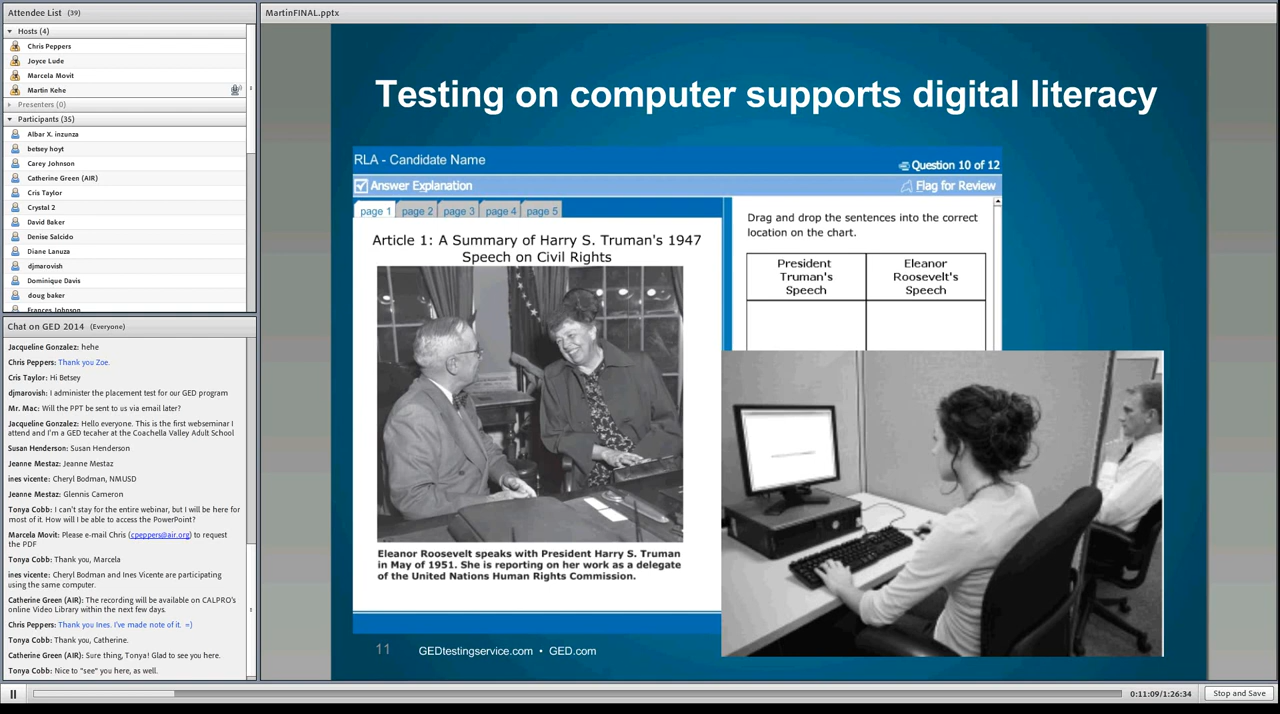 Attendee List (39)
Hosts (4)
Chris Peppers
Joyce Lude
Marcela Movit
Martin Kehe
Presenters (0)
Participants (35)
Albar X. inzunza
betsey hoyt
Carey Johnson
Catherine Green (AIR)
Cris Taylor
Crystal 2
David Baker
Denise Salcido
Diane Lanuza
djmarovish
Dominique Davis
doug baker
Frances Johnson
Chat on GED 2014 (Everyone)
Jacqueline Gonzalez: hehe
Chris Peppers: Thank you Zoe.
Cris Taylor: Hi Betsey
djmarovish: I administer the placement test for our GED program
Mr. Mac: Will the PPT be sent to us via email later?
Jacqueline Gonzalez: Hello everyone. This is the first webseminar I
attend and I'm a GED tecaher at the Coachella Valley Adult School
Susan Henderson: Susan Henderson
Jeanne Mestaz: Jeanne Mestaz
ines vicente: Cheryl Bodman, NMUSD
Jeanne Mestaz: Glennis Cameron
Tonya Cobb: I can't stay for the entire webinar, but I will be here for
most of it. How will I be able to access the PowerPoint?
Marcela Movit: Please e-mail Chris (cpeppers@air.org) to request
the PDF
Tonya Cobb: Thank you, Marcela
ines vicente: Cheryl Bodman and Ines Vicente are participating
using the same computer.
Catherine Green (AIR): The recording will be available on CALPRO's
online Video Library within the next few days.
Chris Peppers: Thank you Ines. I've made note of it. =)
Tonya Cobb: Thank you, Catherine.
Catherine Green (AIR): Sure thing, Tonya! Glad to see you here.
Tonya Cobb: Nice to "see" you here, as well.
MartinFINAL.pptx
Testing on computer supports digital literacy
RLA - Candidate Name
Question 10 of 12
Answer Explanation
Flag for Review
page 1 page 2 page 3 page 4 page 5
Article 1: A Summary of Harry S. Truman's 1947
Speech on Civil Rights
Eleanor Roosevelt speaks with President Harry S. Truman
in May of 1951. She is reporting on her work as a delegate
of the United Nations Human Rights Commission.
Drag and drop the sentences into the correct
location on the chart.
President
Truman's
Speech
Eleanor
Roosevelt's
Speech
11
GEDtestingservice.com • GED.com
0:11:09/1:26:34
Stop and Save